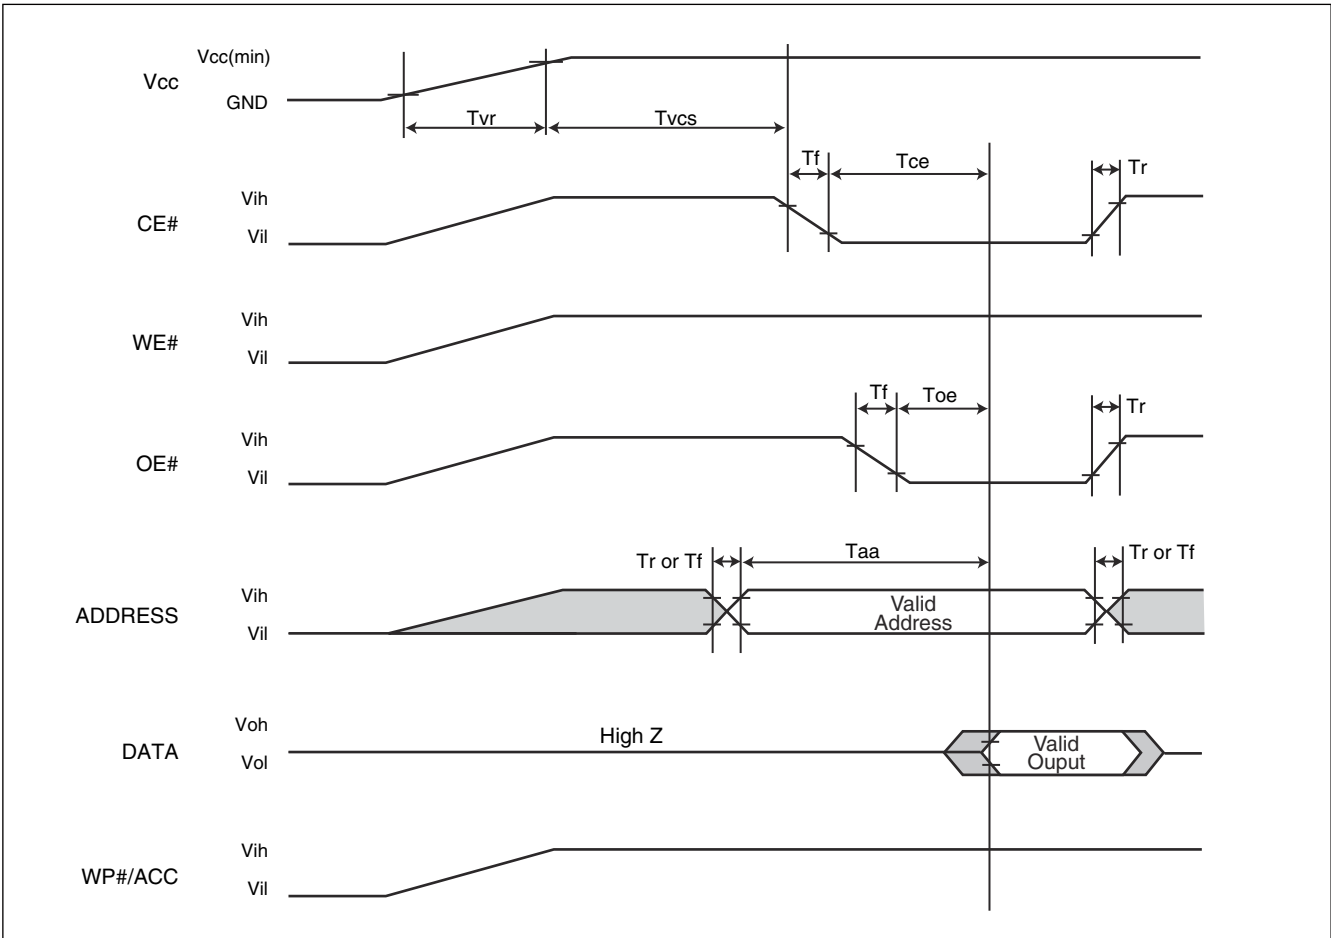 Vcc(min)
Vcc
GND
Tvr
Tvcs
Tf
Tce
Tr
Vih
CE#
Vil
Vih
WE#
Vil
Tf
Toe
Tr
Vih
OE#
Vil
Tr or Tf
Taa
Tr or Tf
Vih
ADDRESS
Valid
Address
Vil
Voh
DATA
High Z
Vol
Valid
Ouput
Vih
WP#/ACC
Vil